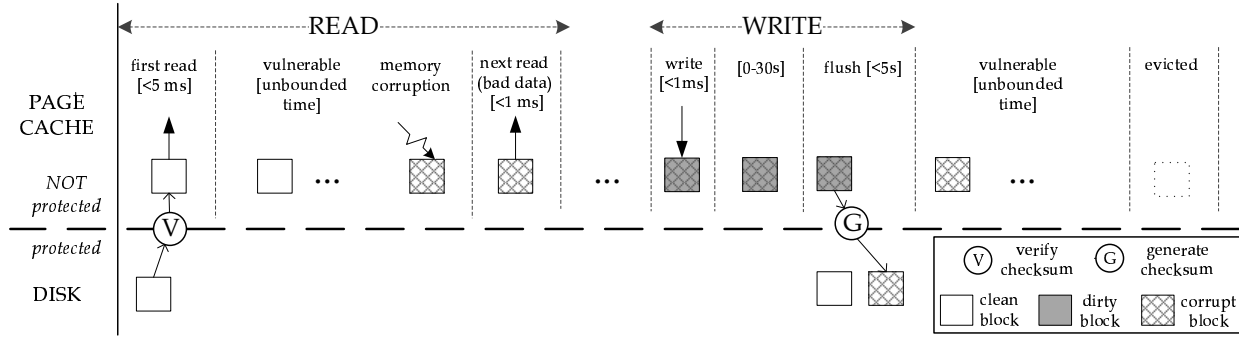 READ
WRITE
first read
[<5 ms]
vulnerable
[unbounded
time]
memory
corruption
next read
(bad data)
[<1 ms]
write
[<1ms]
[0-30s]
flush [<5s]
vulnerable
[unbounded
time]
evicted
PAGE
CACHE
...
...
...
...
NOT
protected
V
G
protected
DISK
V
verify
checksum
G
generate
checksum
clean
block
dirty
block
corrupt
block